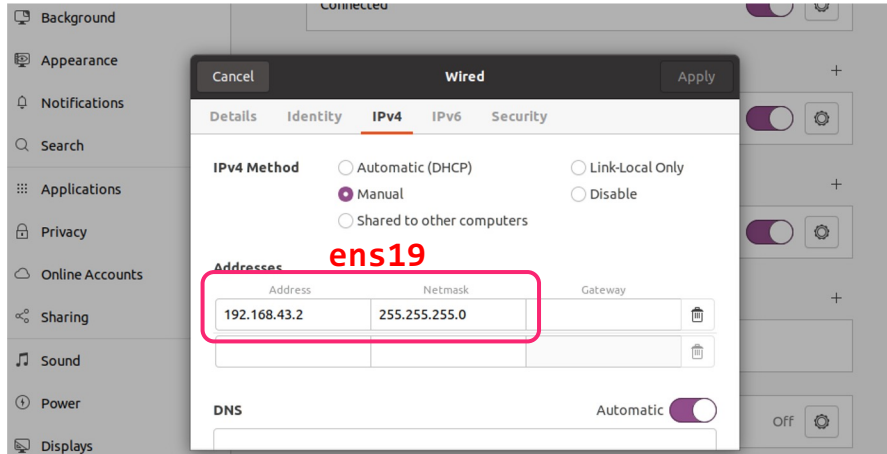 Connected
Background
Appearance
Notifications
Search
Applications
Privacy
Online Accounts
Sharing
Sound
Power
Displays
Cancel Wired Apply
Details Identity IPv4 IPv6 Security
IPv4 Method Automatic (DHCP) Link-Local Only
Manual Disable
Shared to other computers
ens19
Addresses
Address Netmask Gateway
192.168.43.2 255.255.255.0
DNS Automatic
Off